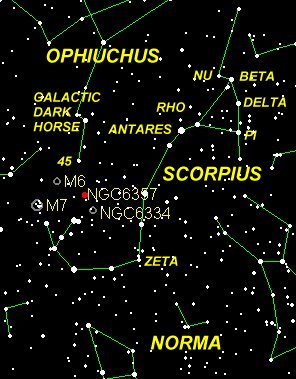 OPHIUCHUS
NU
BETA
GALACTIC
DARK
HORSE
RHO
DELTA
ANTARES
PI
45
SCORPIUS
M6
NGC6357
M7
NGC6334
ZETA
NORMA